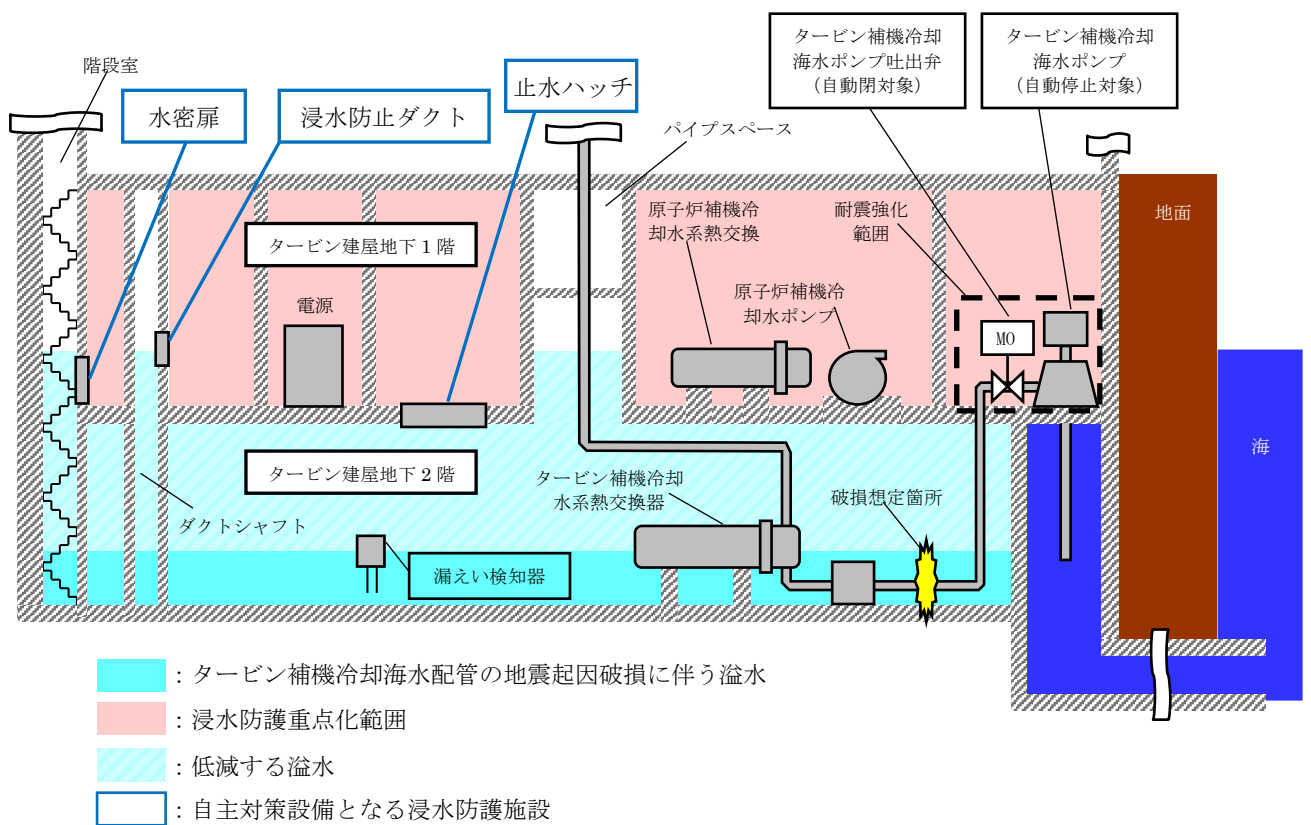 タービン補機冷却
海水ポンプ吐出弁
(自動閉対象)
タービン補機冷却
海水ポンプ
(自動停止対象)
階段室
水密扉
浸水防止ダクト
止水ハッチ
パイプスペース
原子炉補機冷
却水系熱交換
耐震強化
範囲
地面
タービン建屋地下1階
電源
原子炉補機冷
却水ポンプ
MO
海
タービン建屋地下2階
タービン補機冷却
水系熱交換器
破損想定箇所
ダクトシャフト
漏えい検知器
:タービン補機冷却海水配管の地震起因破損に伴う溢水
:浸水防護重点化範囲
:低減する溢水
:自主対策設備となる浸水防護施設